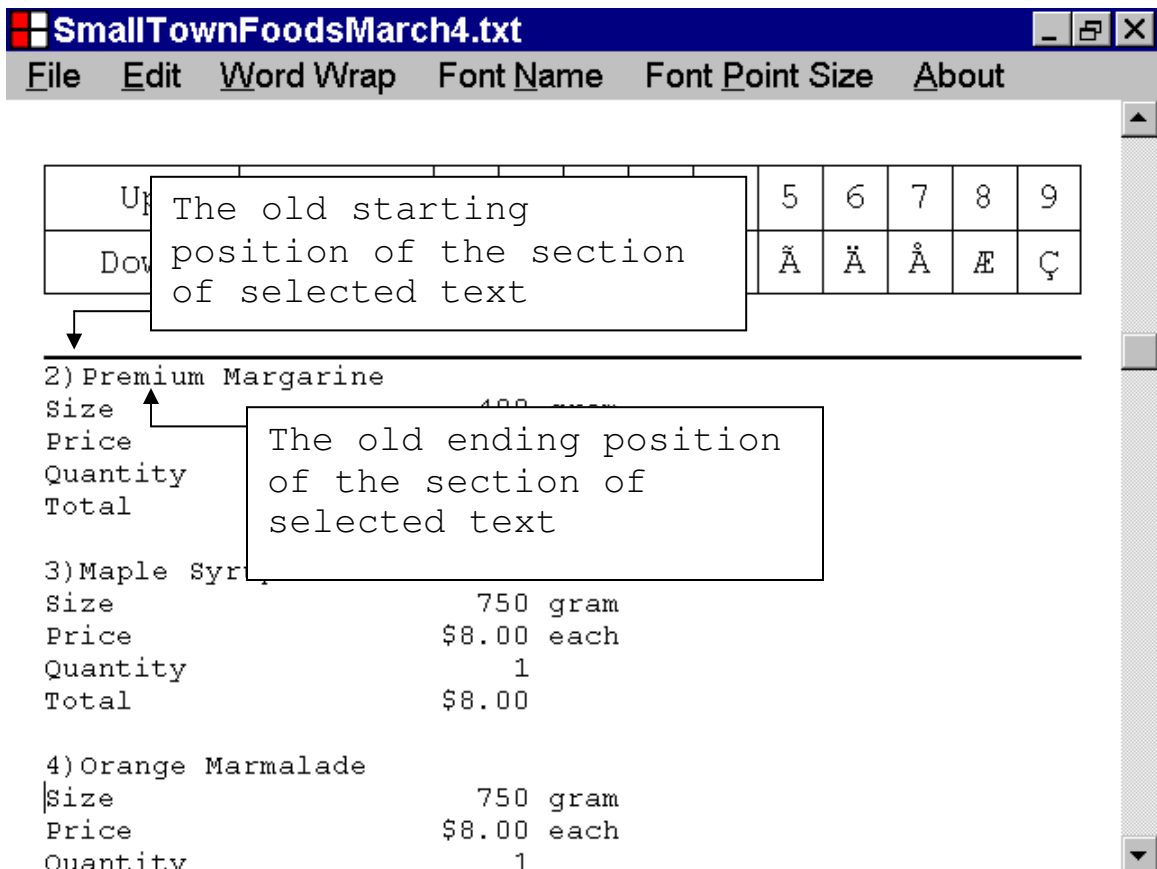 SmallTownFoodsMarch4.txt
File Edit Word Wrap Font Name Font Point Size About
5 6 7 8 9
Ã Ä Å Æ Ç
The old starting
position of the section
of selected text
2)Premium Margarine
Size
Price
Quantity
Total
The old ending position
of the section of
selected text
3)Maple
Size 750 gram
Price $8.00 each
Quantity 1
Total $8.00
4)Orange Marmalade
Size 750 gram
Price $8.00 each
Quantity 1